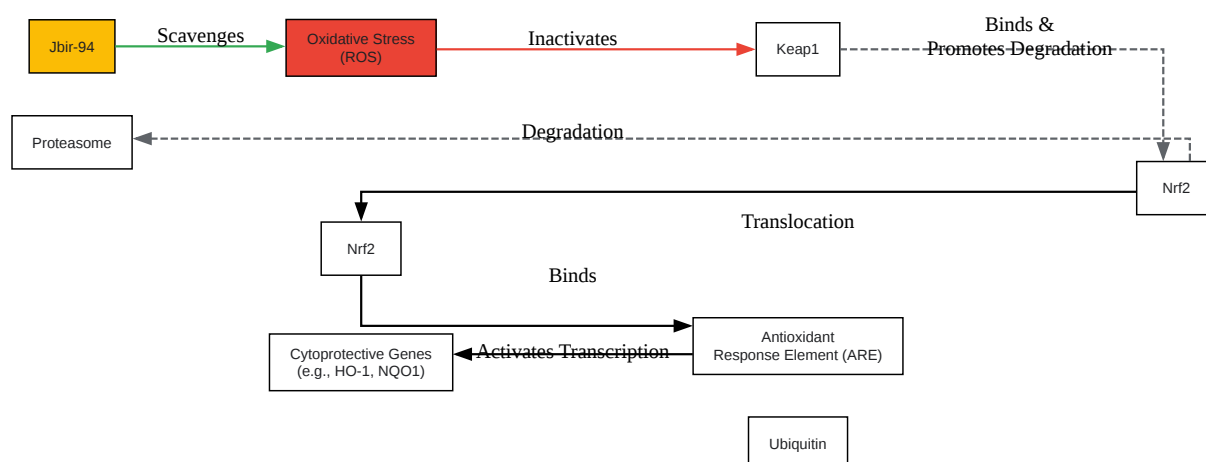 Jbir-94
Scavenges
Oxidative Stress
(ROS)
Inactivates
Keap1
Binds &
Promotes Degradation
Proteasome
Degradation
Nrf2
Translocation
Nrf2
Binds
Antioxidant
Response Element (ARE)
Activates Transcription
Cytoprotective Genes
(e.g., HO-1, NQO1)
Ubiquitin